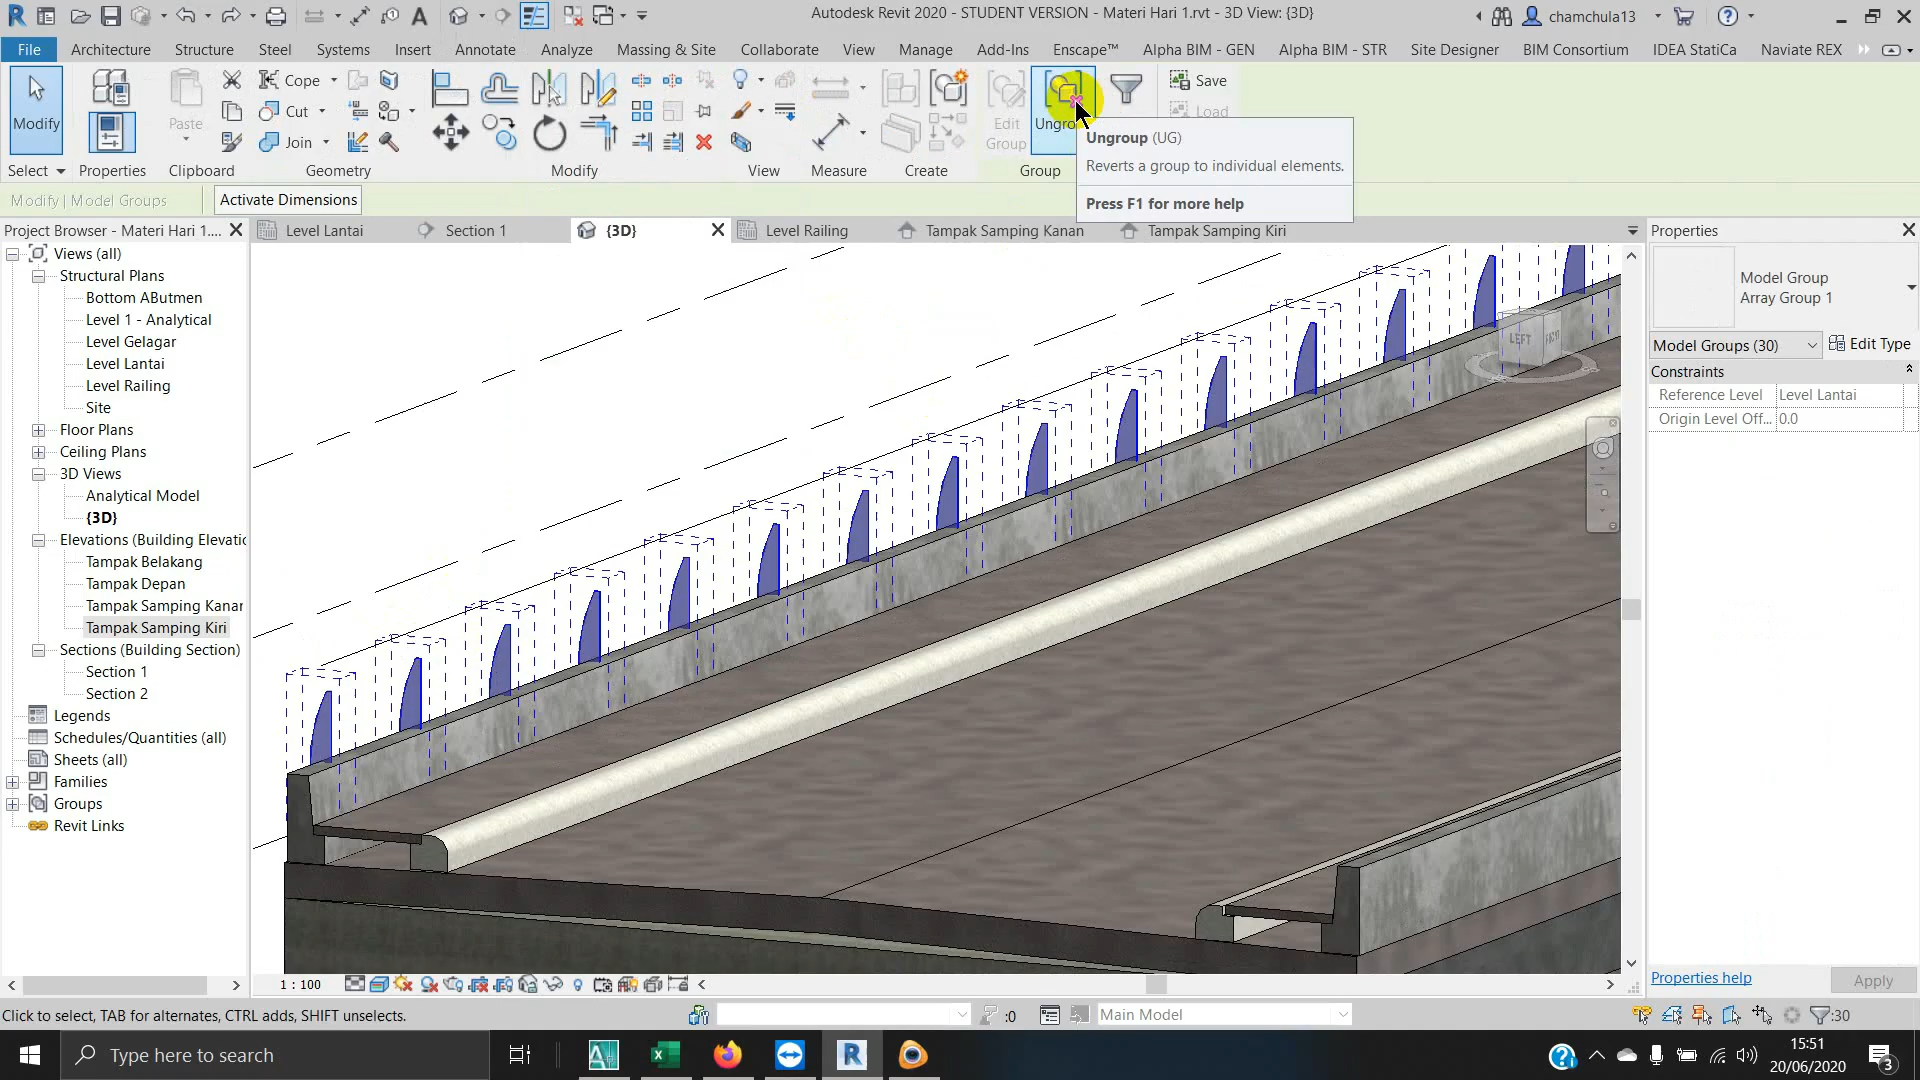 Autodesk Revit 2020 - STUDENT VERSION - Materi Hari 1.rvt - 3D View: {3D}
chamchula13
File
Architecture
Structure
Steel
Systems
Insert
Annotate
Analyze
Massing & Site
Collaborate
View
Manage
Add-Ins
Enscape™
Alpha BIM - GEN
Alpha BIM - STR
Site Designer
BIM Consortium
IDEA StatiCa
Naviate REX
Modify
Paste
Cope
Cut
Join
Edit
Group
Ungro
Save
Load
Select
Properties
Clipboard
Geometry
Modify
View
Measure
Create
Group
Ungroup (UG)
Reverts a group to individual elements.
Press F1 for more help
Modify | Model Groups
Activate Dimensions
Project Browser - Materi Hari 1....
Level Lantai
Section 1
{3D}
Level Railing
Tampak Samping Kanan
Tampak Samping Kiri
Properties
Views (all)
Structural Plans
Bottom AButmen
Level 1 - Analytical
Level Gelagar
Level Lantai
Level Railing
Site
Floor Plans
Ceiling Plans
3D Views
Analytical Model
{3D}
Elevations (Building Elevatic
Tampak Belakang
Tampak Depan
Tampak Samping Kanar
Tampak Samping Kiri
Sections (Building Section)
Section 1
Section 2
Legends
Schedules/Quantities (all)
Sheets (all)
Families
Groups
Revit Links
LEFT
Model Group
Array Group 1
Model Groups (30)
Edit Type
Constraints
Reference Level
Level Lantai
Origin Level Off...
0.0
Properties help
Apply
1 : 100
Click to select, TAB for alternates, CTRL adds, SHIFT unselects.
:0
Main Model
:30
Type here to search
15:51
20/06/2020
3